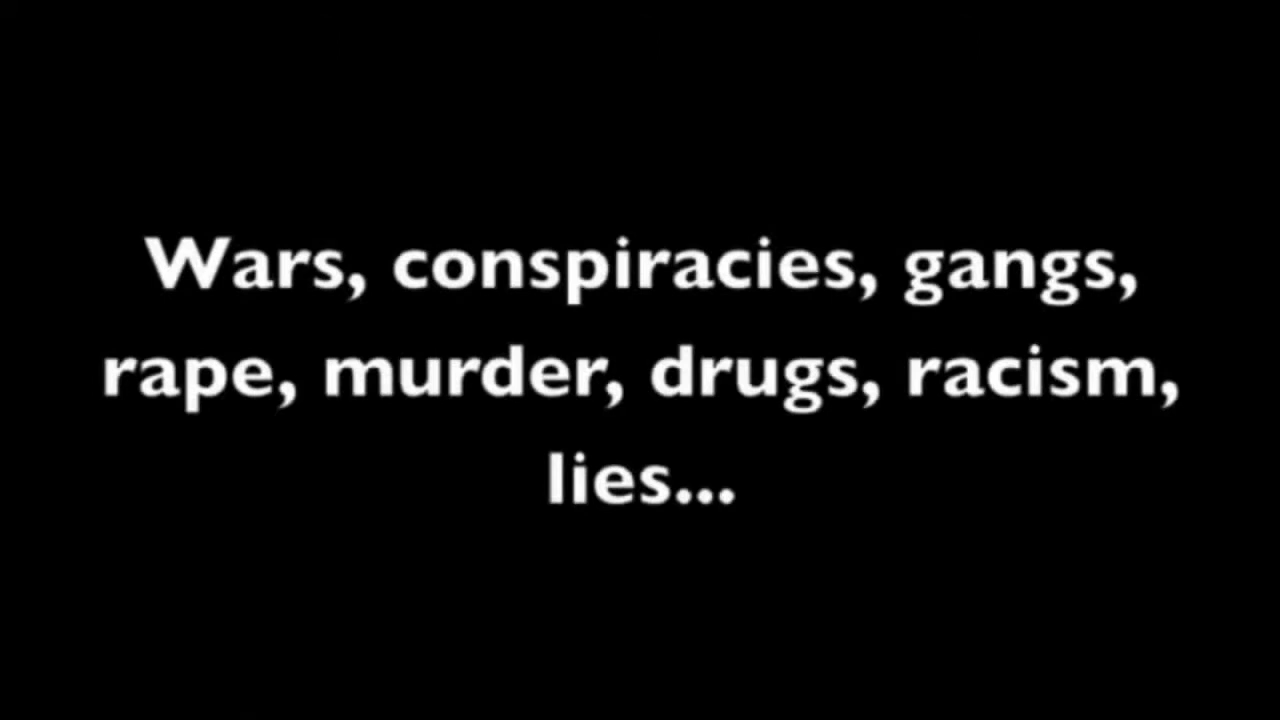 Wars, conspiracies, gangs,
rape, murder, drugs, racism,
lies...